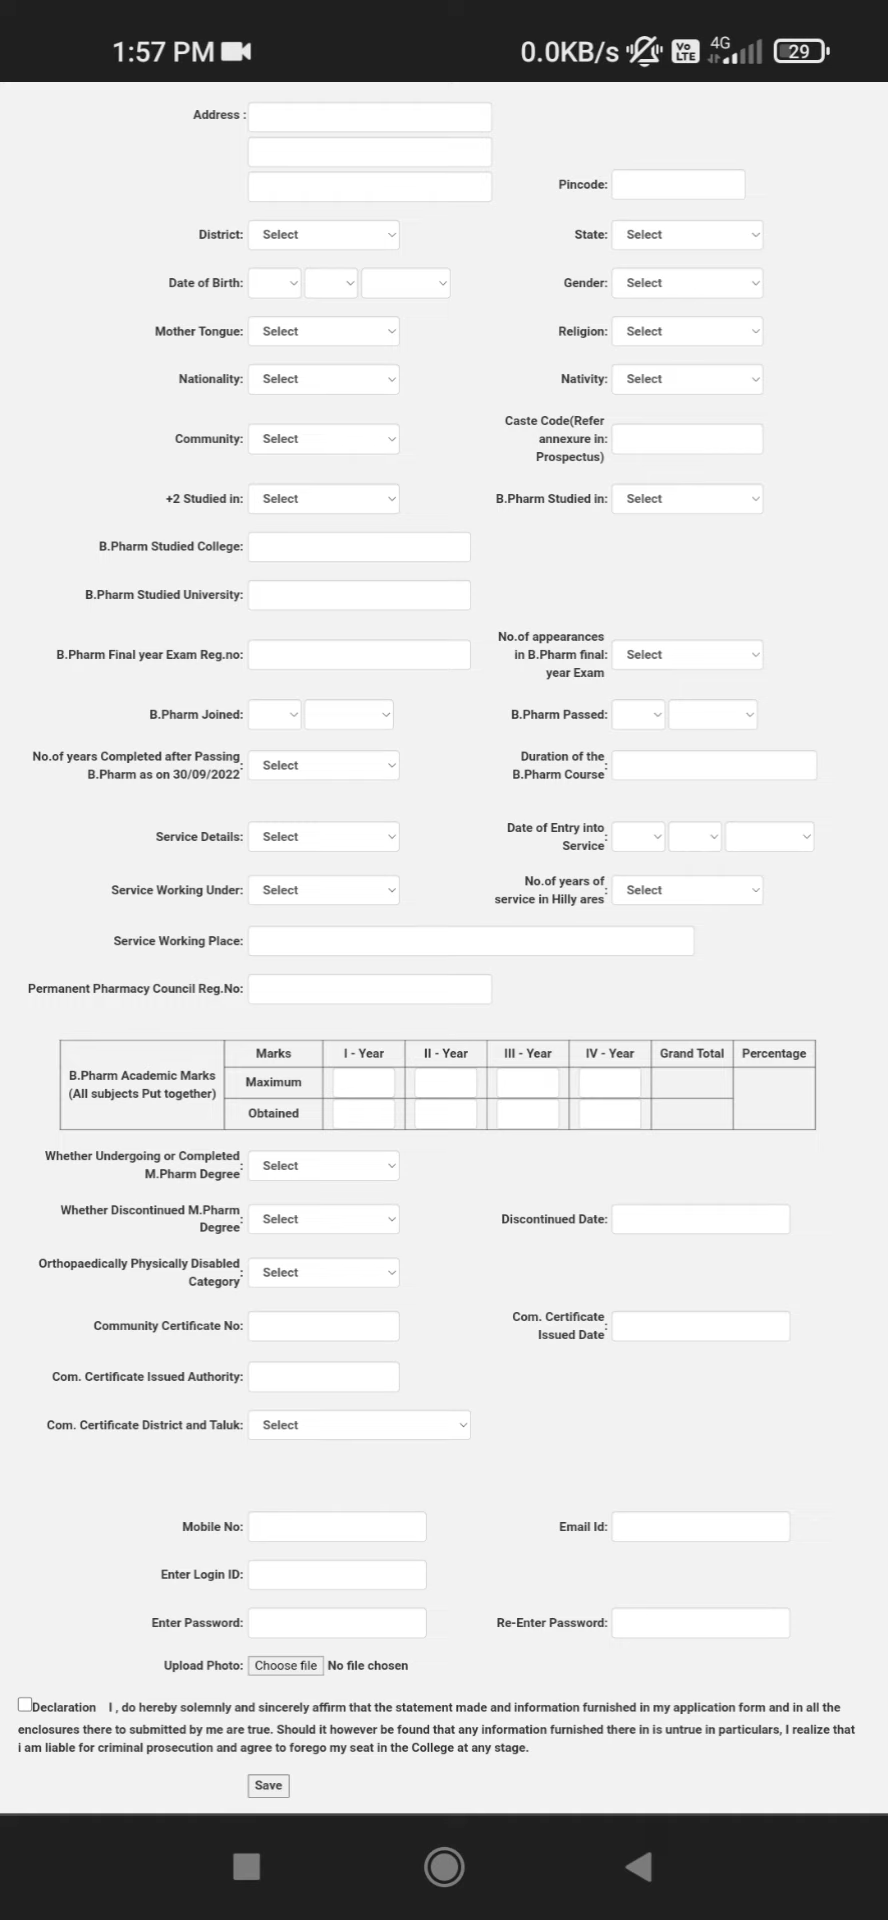 1:57 PM
0.0KB/s Vo LTE 4G 29
Address :
Pincode:
District: Select State: Select
Date of Birth: Gender: Select
Mother Tongue: Select Religion: Select
Nationality: Select Nativity: Select
Community: Select
Caste Code(Refer
annexure in:
Prospectus)
+2 Studied in: Select B.Pharm Studied in: Select
B.Pharm Studied College:
B.Pharm Studied University:
B.Pharm Final year Exam Reg.no:
No.of appearances
in B.Pharm final: Select
year Exam
B.Pharm Joined: B.Pharm Passed:
No.of years Completed after Passing
B.Pharm as on 30/09/2022 : Select
Duration of the
B.Pharm Course :
Service Details: Select
Date of Entry into
Service :
Service Working Under: Select
No.of years of
service in Hilly ares : Select
Service Working Place:
Permanent Pharmacy Council Reg.No:
B.Pharm Academic Marks
(All subjects Put together)
Marks I - Year II - Year III - Year IV - Year Grand Total Percentage
Maximum
Obtained
Whether Undergoing or Completed
M.Pharm Degree : Select
Whether Discontinued M.Pharm
Degree : Select
Discontinued Date:
Orthopaedically Physically Disabled
Category : Select
Community Certificate No:
Com. Certificate
Issued Date :
Com. Certificate Issued Authority:
Com. Certificate District and Taluk: Select
Mobile No: Email Id:
Enter Login ID:
Enter Password: Re-Enter Password:
Upload Photo: Choose file No file chosen
Declaration I , do hereby solemnly and sincerely affirm that the statement made and information furnished in my application form and in all the
enclosures there to submitted by me are true. Should it however be found that any information furnished there in is untrue in particulars, I realize that
i am liable for criminal prosecution and agree to forego my seat in the College at any stage.
Save